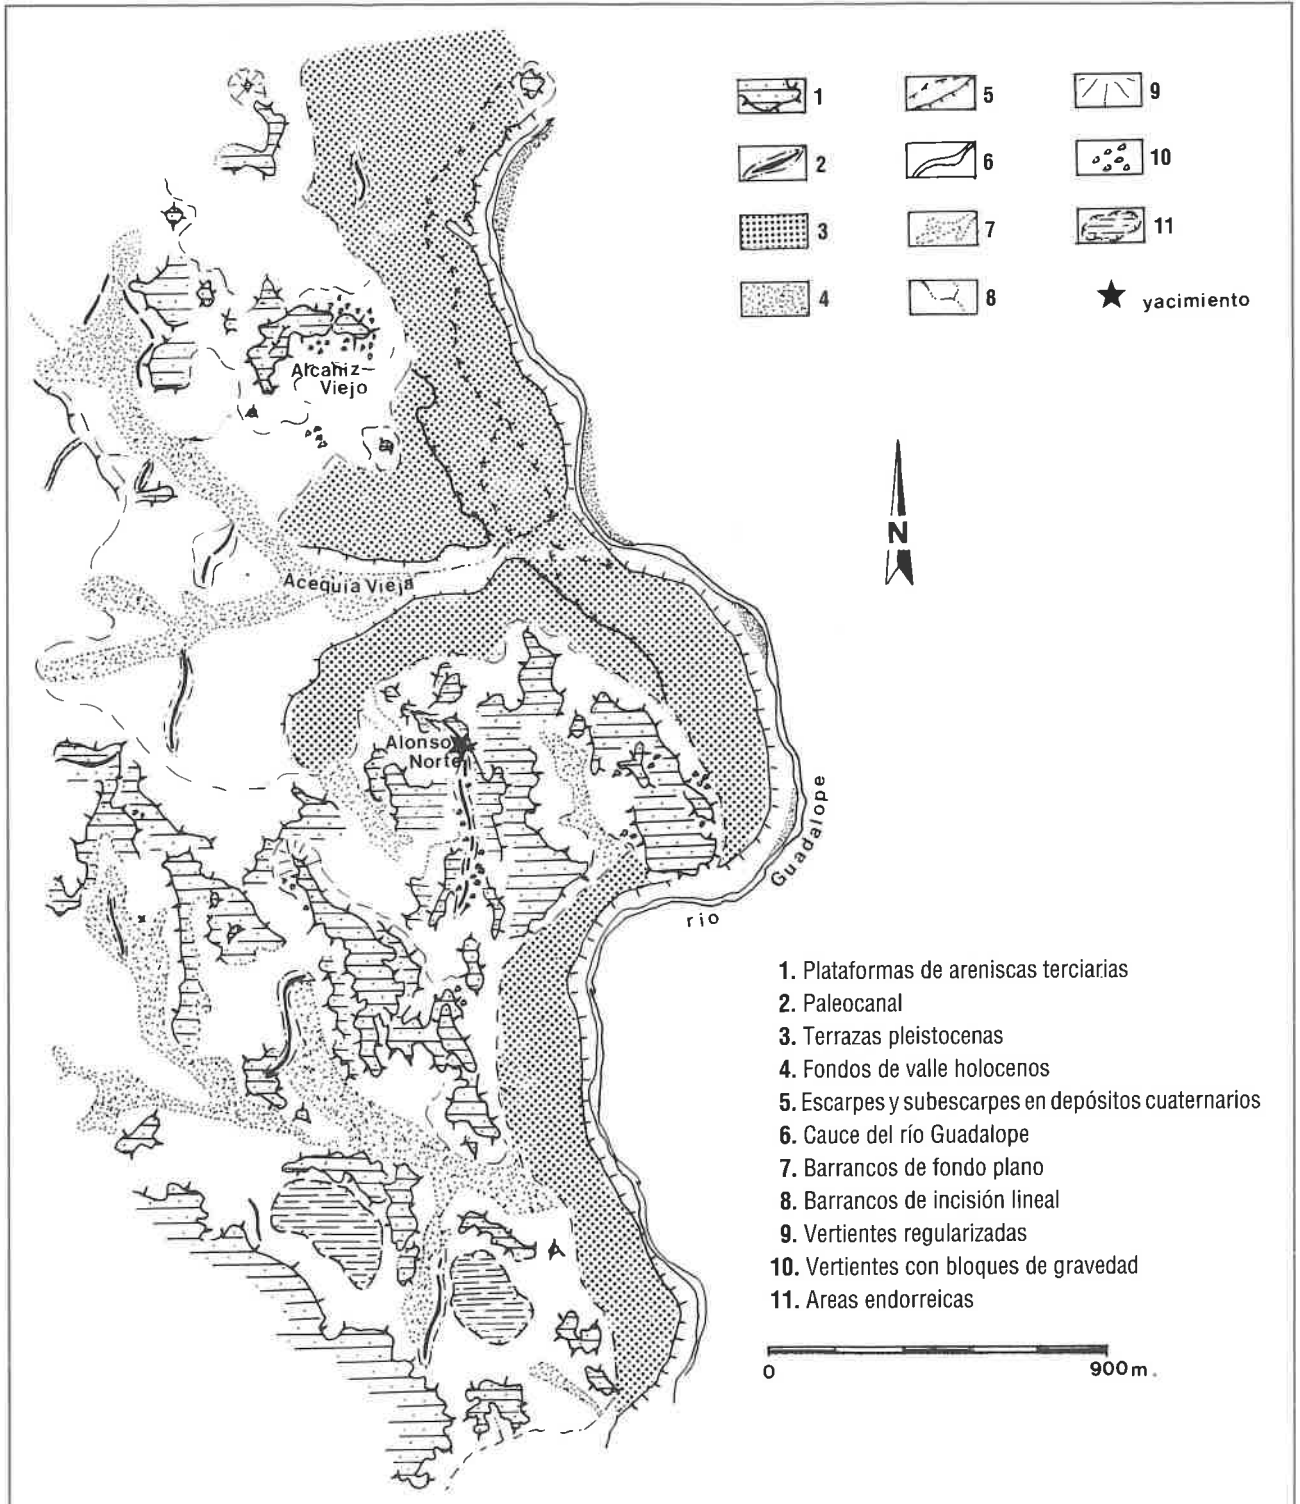 1
5
9
2
6
10
3
7
11
4
8
yacimiento
Alcañiz-
Viejo
N
Acequia Vieja
Alonso
Norte
río
Guadalope
1. Plataformas de areniscas terciarias
2. Paleocanal
3. Terrazas pleistocenas
4. Fondos de valle holocenos
5. Escarpes y subescarpes en depósitos cuaternarios
6. Cauce del río Guadalope
7. Barrancos de fondo plano
8. Barrancos de incisión lineal
9. Vertientes regularizadas
10. Vertientes con bloques de gravedad
11. Areas endorreicas
0
900m.